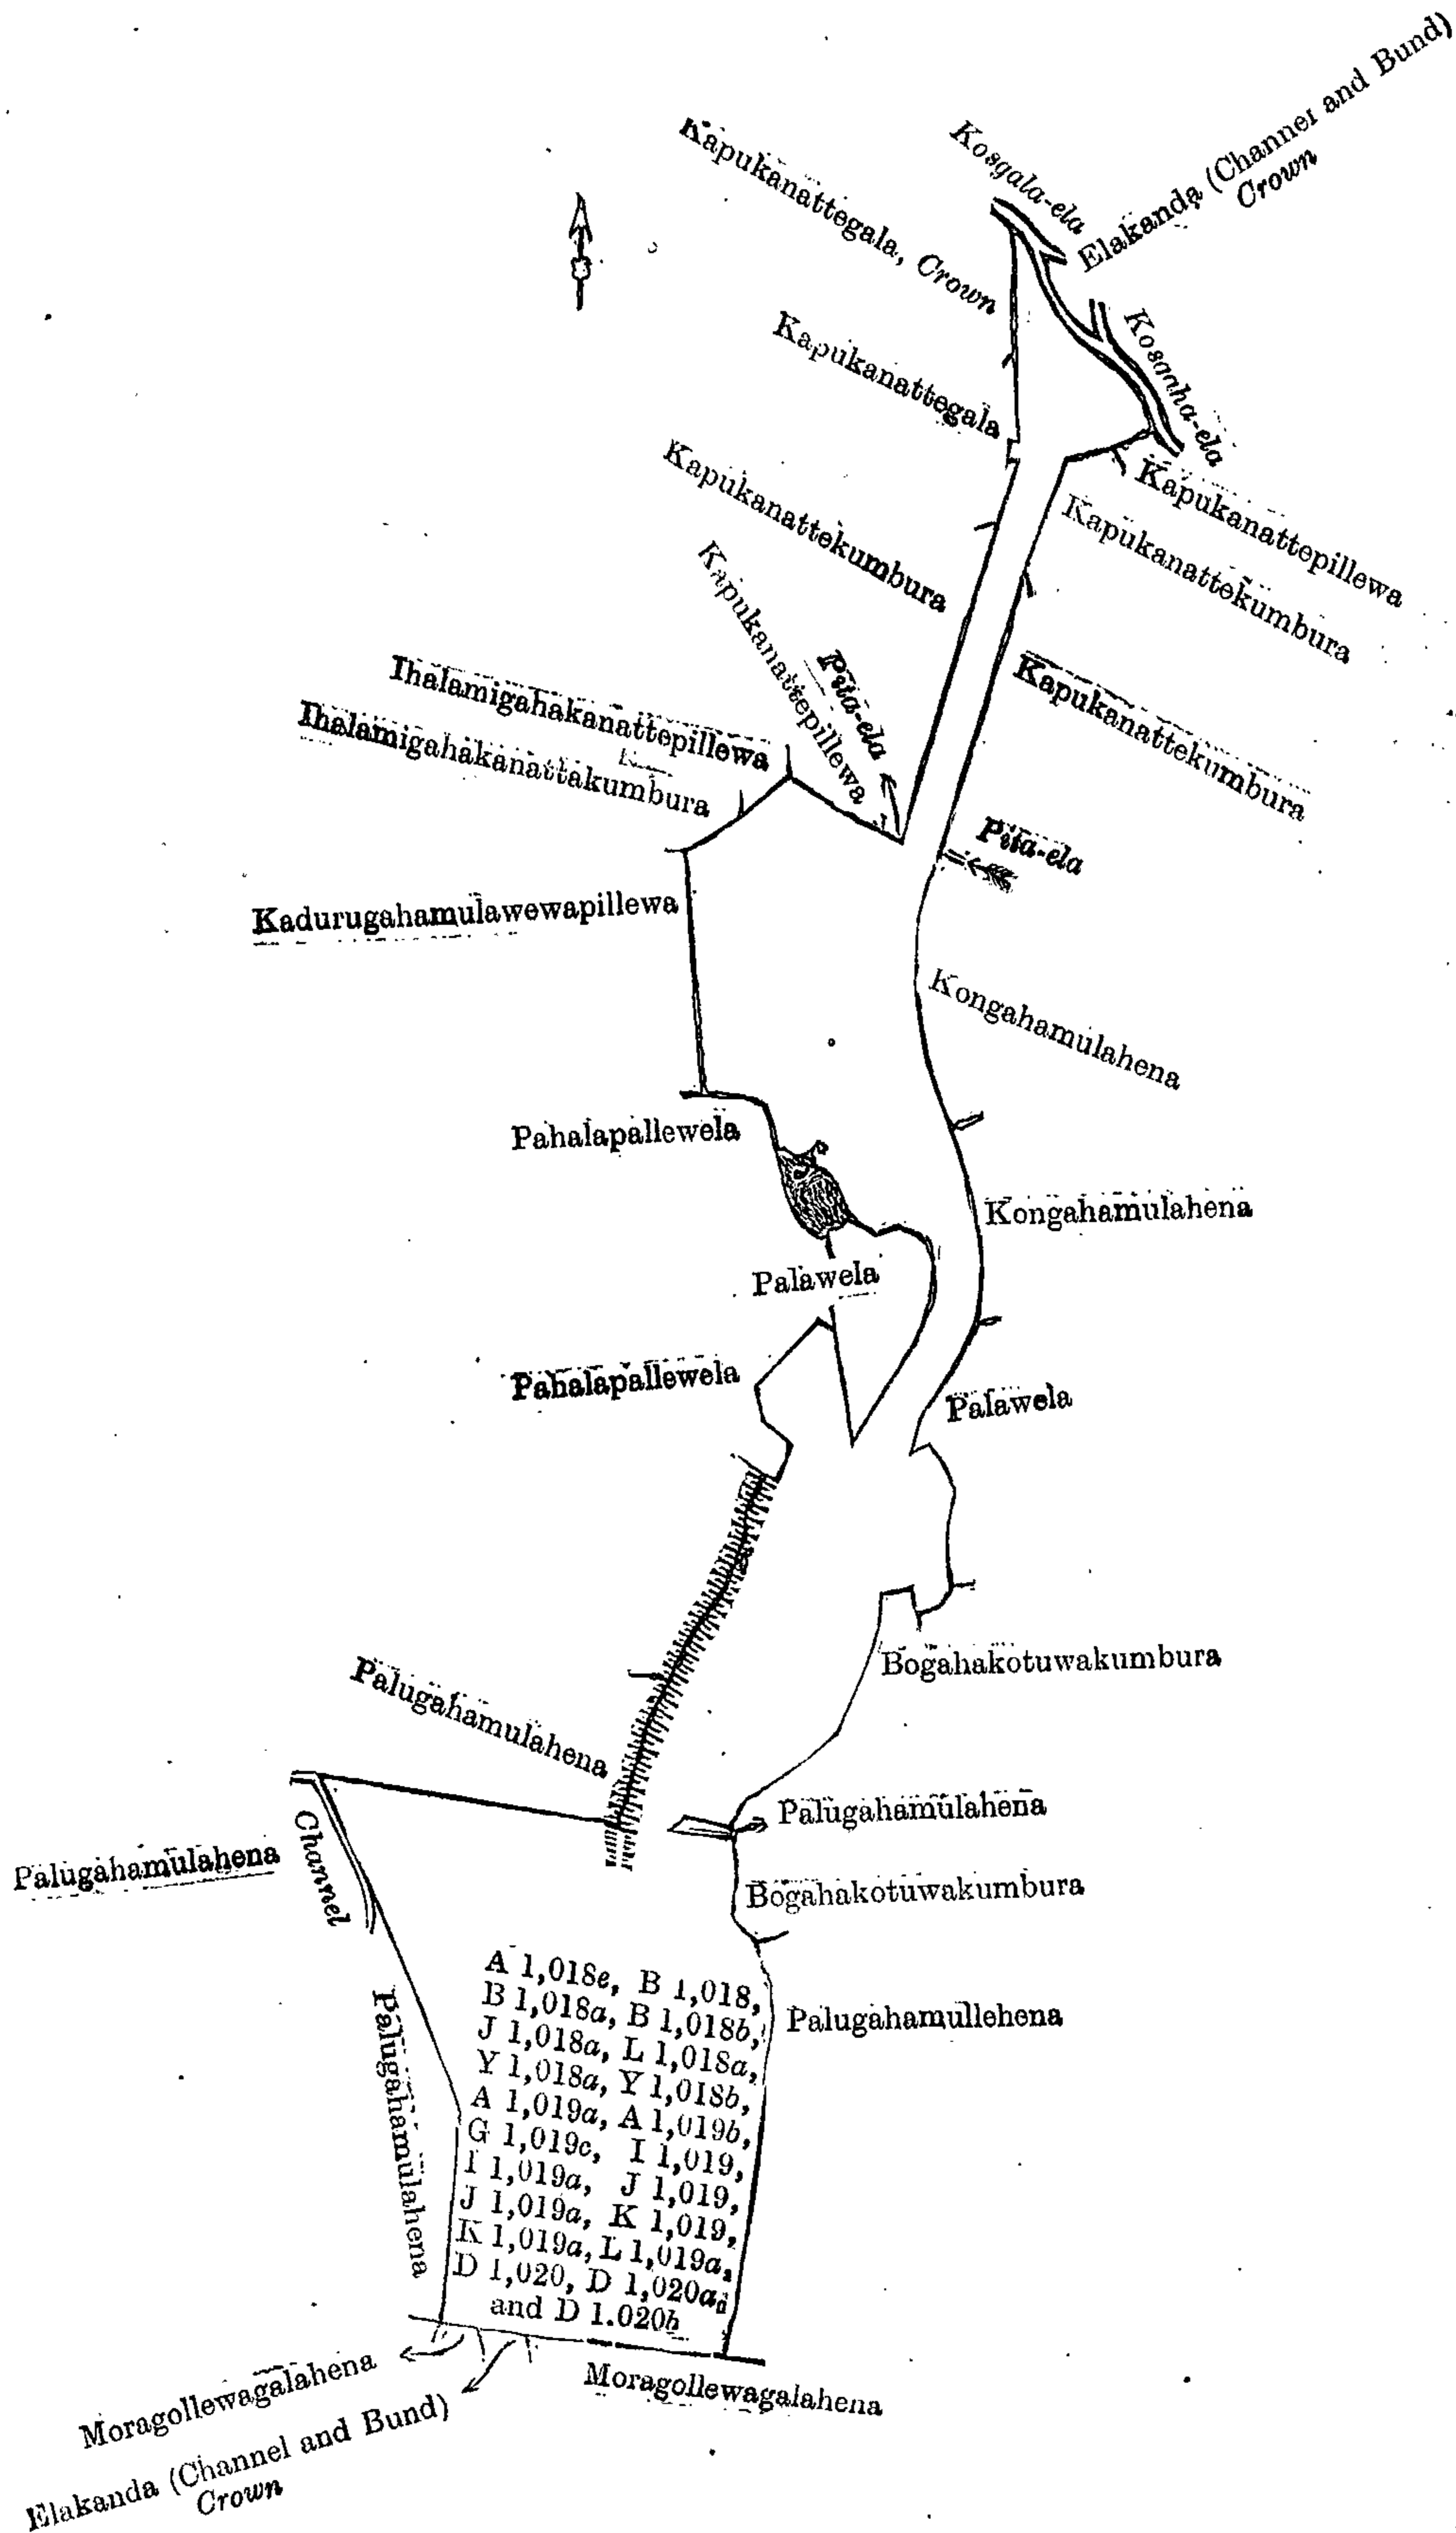 Elakanda (Channel and Bund)
Crown
Kosgala-ela
Kapukanattegala, Crown
Kapukanattegala
Kapukanattepillewa
Kapukanattekumbura
Kapukanattekumbura
Kapukanattepillewa
Pita-ela
Kapukanattekumbura
Ihalamigahakanattepillewa
Ihalamigahakanattakumbura
Pita-ela
Kadurugahamulawewapillewa
Kongahamulahena
Pahalapallewela
Kongahamulahena
Palawela
Pahalapallewela
Palawela
Bogahakotuwakumbura
Palugahamulahena
Palugahamulahena
Channel
Palugahamulahena
Bogahakotuwakumbura
Palugahamullehena
Palugahamulahena
A 1,018e, B 1,018,
B 1,018a, B 1,018b,
J 1,018a, L 1,018a,
Y 1,018a, Y 1,018b,
A 1,019a, A 1,019b,
G 1,019c, I 1,019,
I 1,019a, J 1,019,
J 1,019a, K 1,019,
K 1,019a, L 1,019a,
D 1,020, D 1,020a,
and D 1.020b
Moragollewagalahena
Moragollewagalahena
Elakanda (Channel and Bund)
Crown